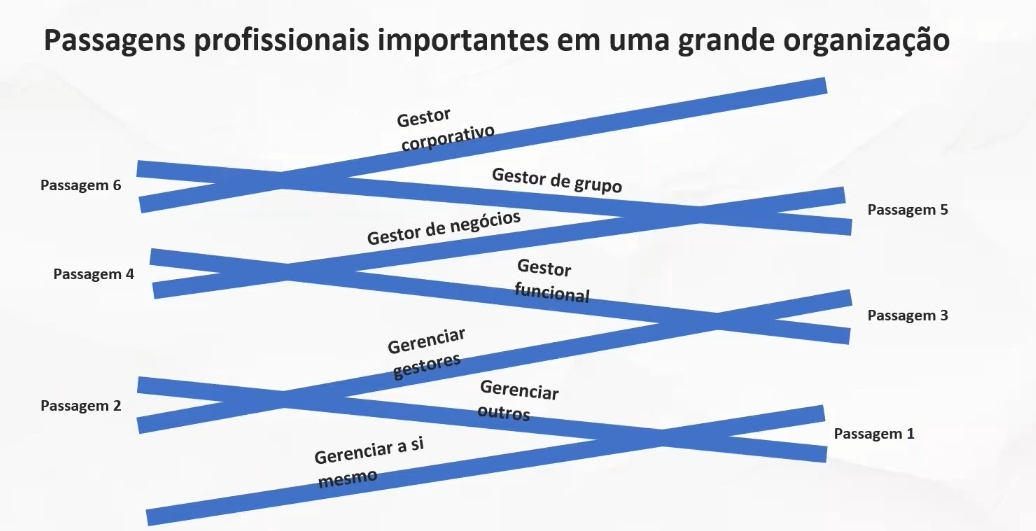 Passagens profissionais importantes em uma grande organização
Gestor
corporativo
Passagem 6
Gestor de grupo
Passagem 5
Gestor de negócios
Passagem 4
Gestor
funcional
Passagem 3
Gerenciar
gestores
Passagem 2
Gerenciar
outros
Passagem 1
Gerenciar a si
mesmo